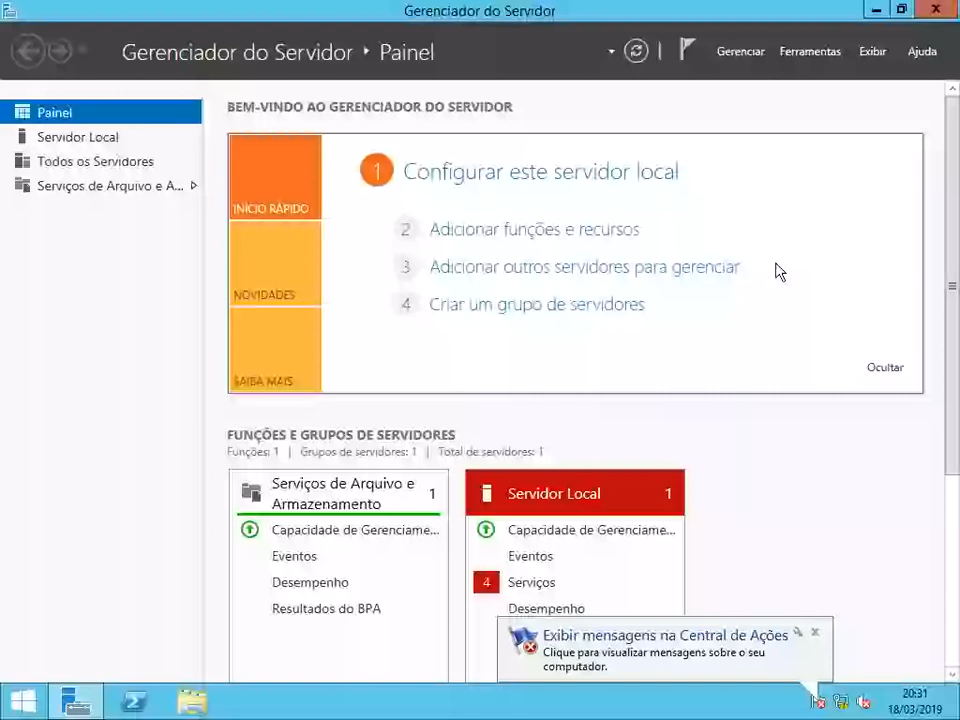 Gerenciador do Servidor
Gerenciador do Servidor ‣ Painel
Gerenciar Ferramentas Exibir Ajuda
Painel
Servidor Local
Todos os Servidores
Serviços de Arquivo e A...
BEM-VINDO AO GERENCIADOR DO SERVIDOR
INÍCIO RÁPIDO
NOVIDADES
SAIBA MAIS
1 Configurar este servidor local
2 Adicionar funções e recursos
3 Adicionar outros servidores para gerenciar
4 Criar um grupo de servidores
Ocultar
FUNÇÕES E GRUPOS DE SERVIDORES
Funções: 1 | Grupos de servidores: 1 | Total de servidores: 1
Serviços de Arquivo e
Armazenamento 1
Capacidade de Gerenciame...
Eventos
Desempenho
Resultados do BPA
Servidor Local 1
Capacidade de Gerenciame...
Eventos
4 Serviços
Desempenho
Exibir mensagens na Central de Ações
Clique para visualizar mensagens sobre o seu
computador.
20:31
18/03/2019